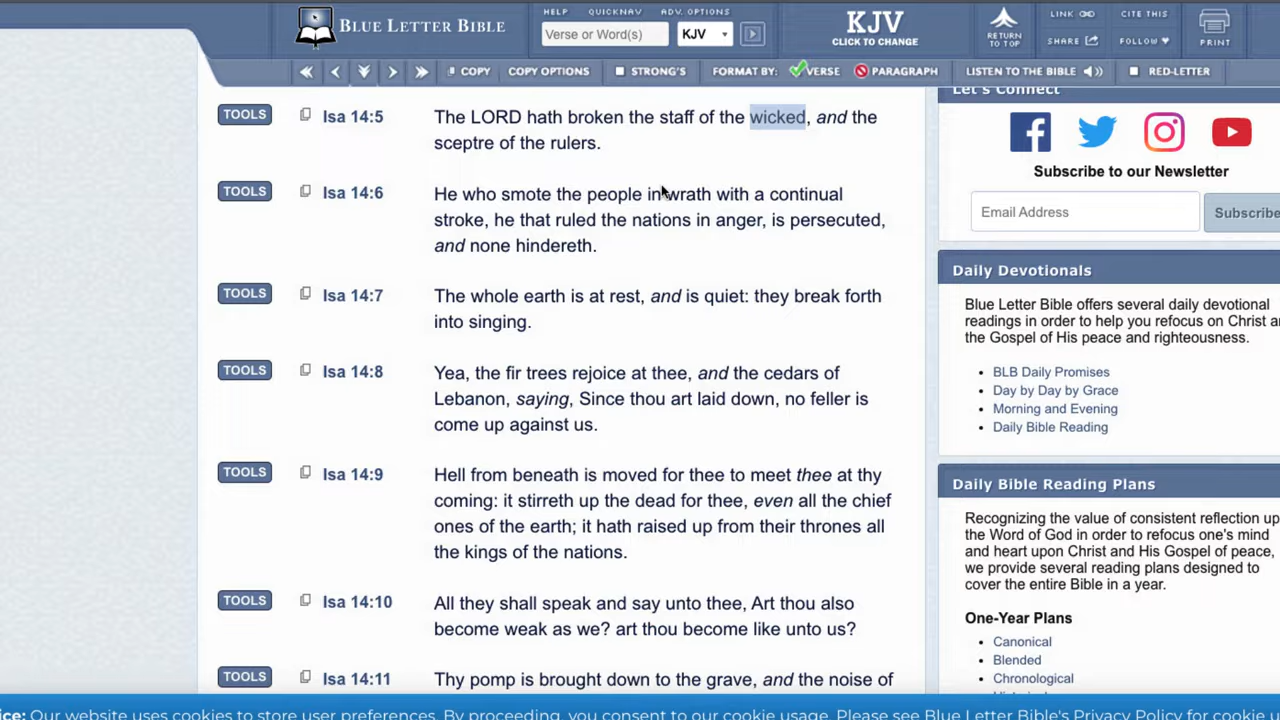 BLUE LETTER BIBLE
HELP QUICKNAV ADV. OPTIONS
Verse or Word(s) KJV
KJV
CLICK TO CHANGE
RETURN
TO TOP
LINK CITE THIS
SHARE FOLLOW
PRINT
COPY COPY OPTIONS STRONG'S FORMAT BY: VERSE PARAGRAPH LISTEN TO THE BIBLE RED-LETTER
TOOLS Isa 14:5 The LORD hath broken the staff of the wicked, and the
sceptre of the rulers.
TOOLS Isa 14:6 He who smote the people in wrath with a continual
stroke, he that ruled the nations in anger, is persecuted,
and none hindereth.
TOOLS Isa 14:7 The whole earth is at rest, and is quiet: they break forth
into singing.
TOOLS Isa 14:8 Yea, the fir trees rejoice at thee, and the cedars of
Lebanon, saying, Since thou art laid down, no feller is
come up against us.
TOOLS Isa 14:9 Hell from beneath is moved for thee to meet thee at thy
coming: it stirreth up the dead for thee, even all the chief
ones of the earth; it hath raised up from their thrones all
the kings of the nations.
TOOLS Isa 14:10 All they shall speak and say unto thee, Art thou also
become weak as we? art thou become like unto us?
TOOLS Isa 14:11 Thy pomp is brought down to the grave, and the noise of
Let's Connect
Subscribe to our Newsletter
Email Address Subscribe
Daily Devotionals
Blue Letter Bible offers several daily devotional
readings in order to help you refocus on Christ
the Gospel of His peace and righteousness.
BLB Daily Promises
Day by Day by Grace
Morning and Evening
Daily Bible Reading
Daily Bible Reading Plans
Recognizing the value of consistent reflection
the Word of God in order to refocus one's mind
and heart upon Christ and His Gospel of peace,
we provide several reading plans designed to
cover the entire Bible in a year.
One-Year Plans
Canonical
Blended
Chronological
ice: Our website uses cookies to store user preferences. By proceeding, you consent to our cookie usage. Please see Blue Letter Bible's Privacy Policy for cookie